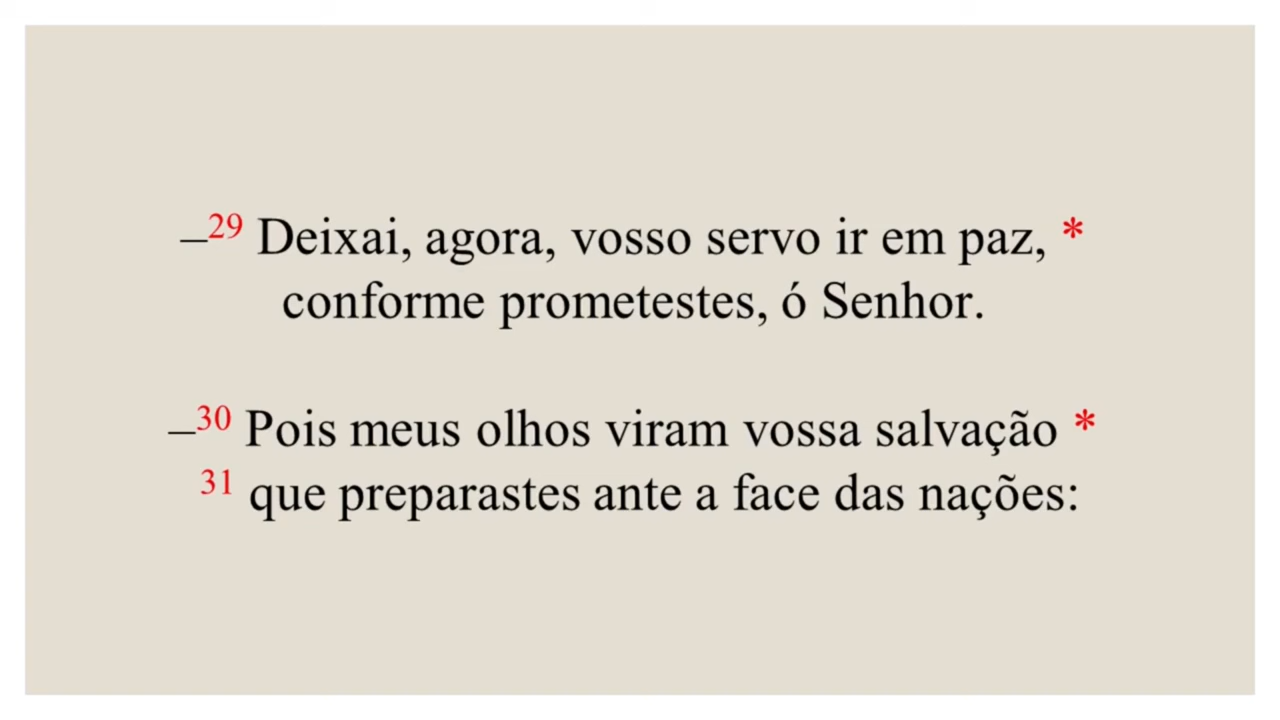 –29 Deixai, agora, vosso servo ir em paz, *
conforme prometestes, ó Senhor.
–30 Pois meus olhos viram vossa salvação *
31 que preparastes ante a face das nações: